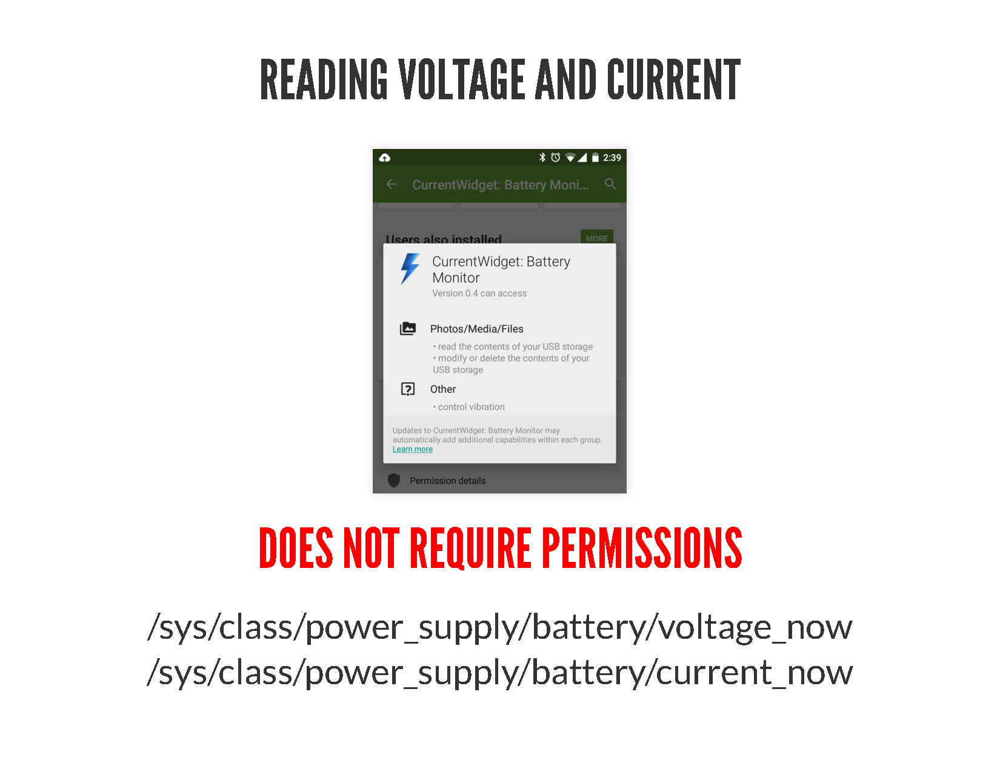 READING VOLTAGE AND CURRENT
2:39
CurrentWidget: Battery Moni...
Users also installed
MORE
CurrentWidget: Battery
Monitor
Version 0.4 can access
Photos/Media/Files
• read the contents of your USB storage
• modify or delete the contents of your
USB storage
Other
• control vibration
Updates to CurrentWidget: Battery Monitor may
automatically add additional capabilities within each group.
Learn more
Permission details
DOES NOT REQUIRE PERMISSIONS
/sys/class/power_supply/battery/voltage_now
/sys/class/power_supply/battery/current_now